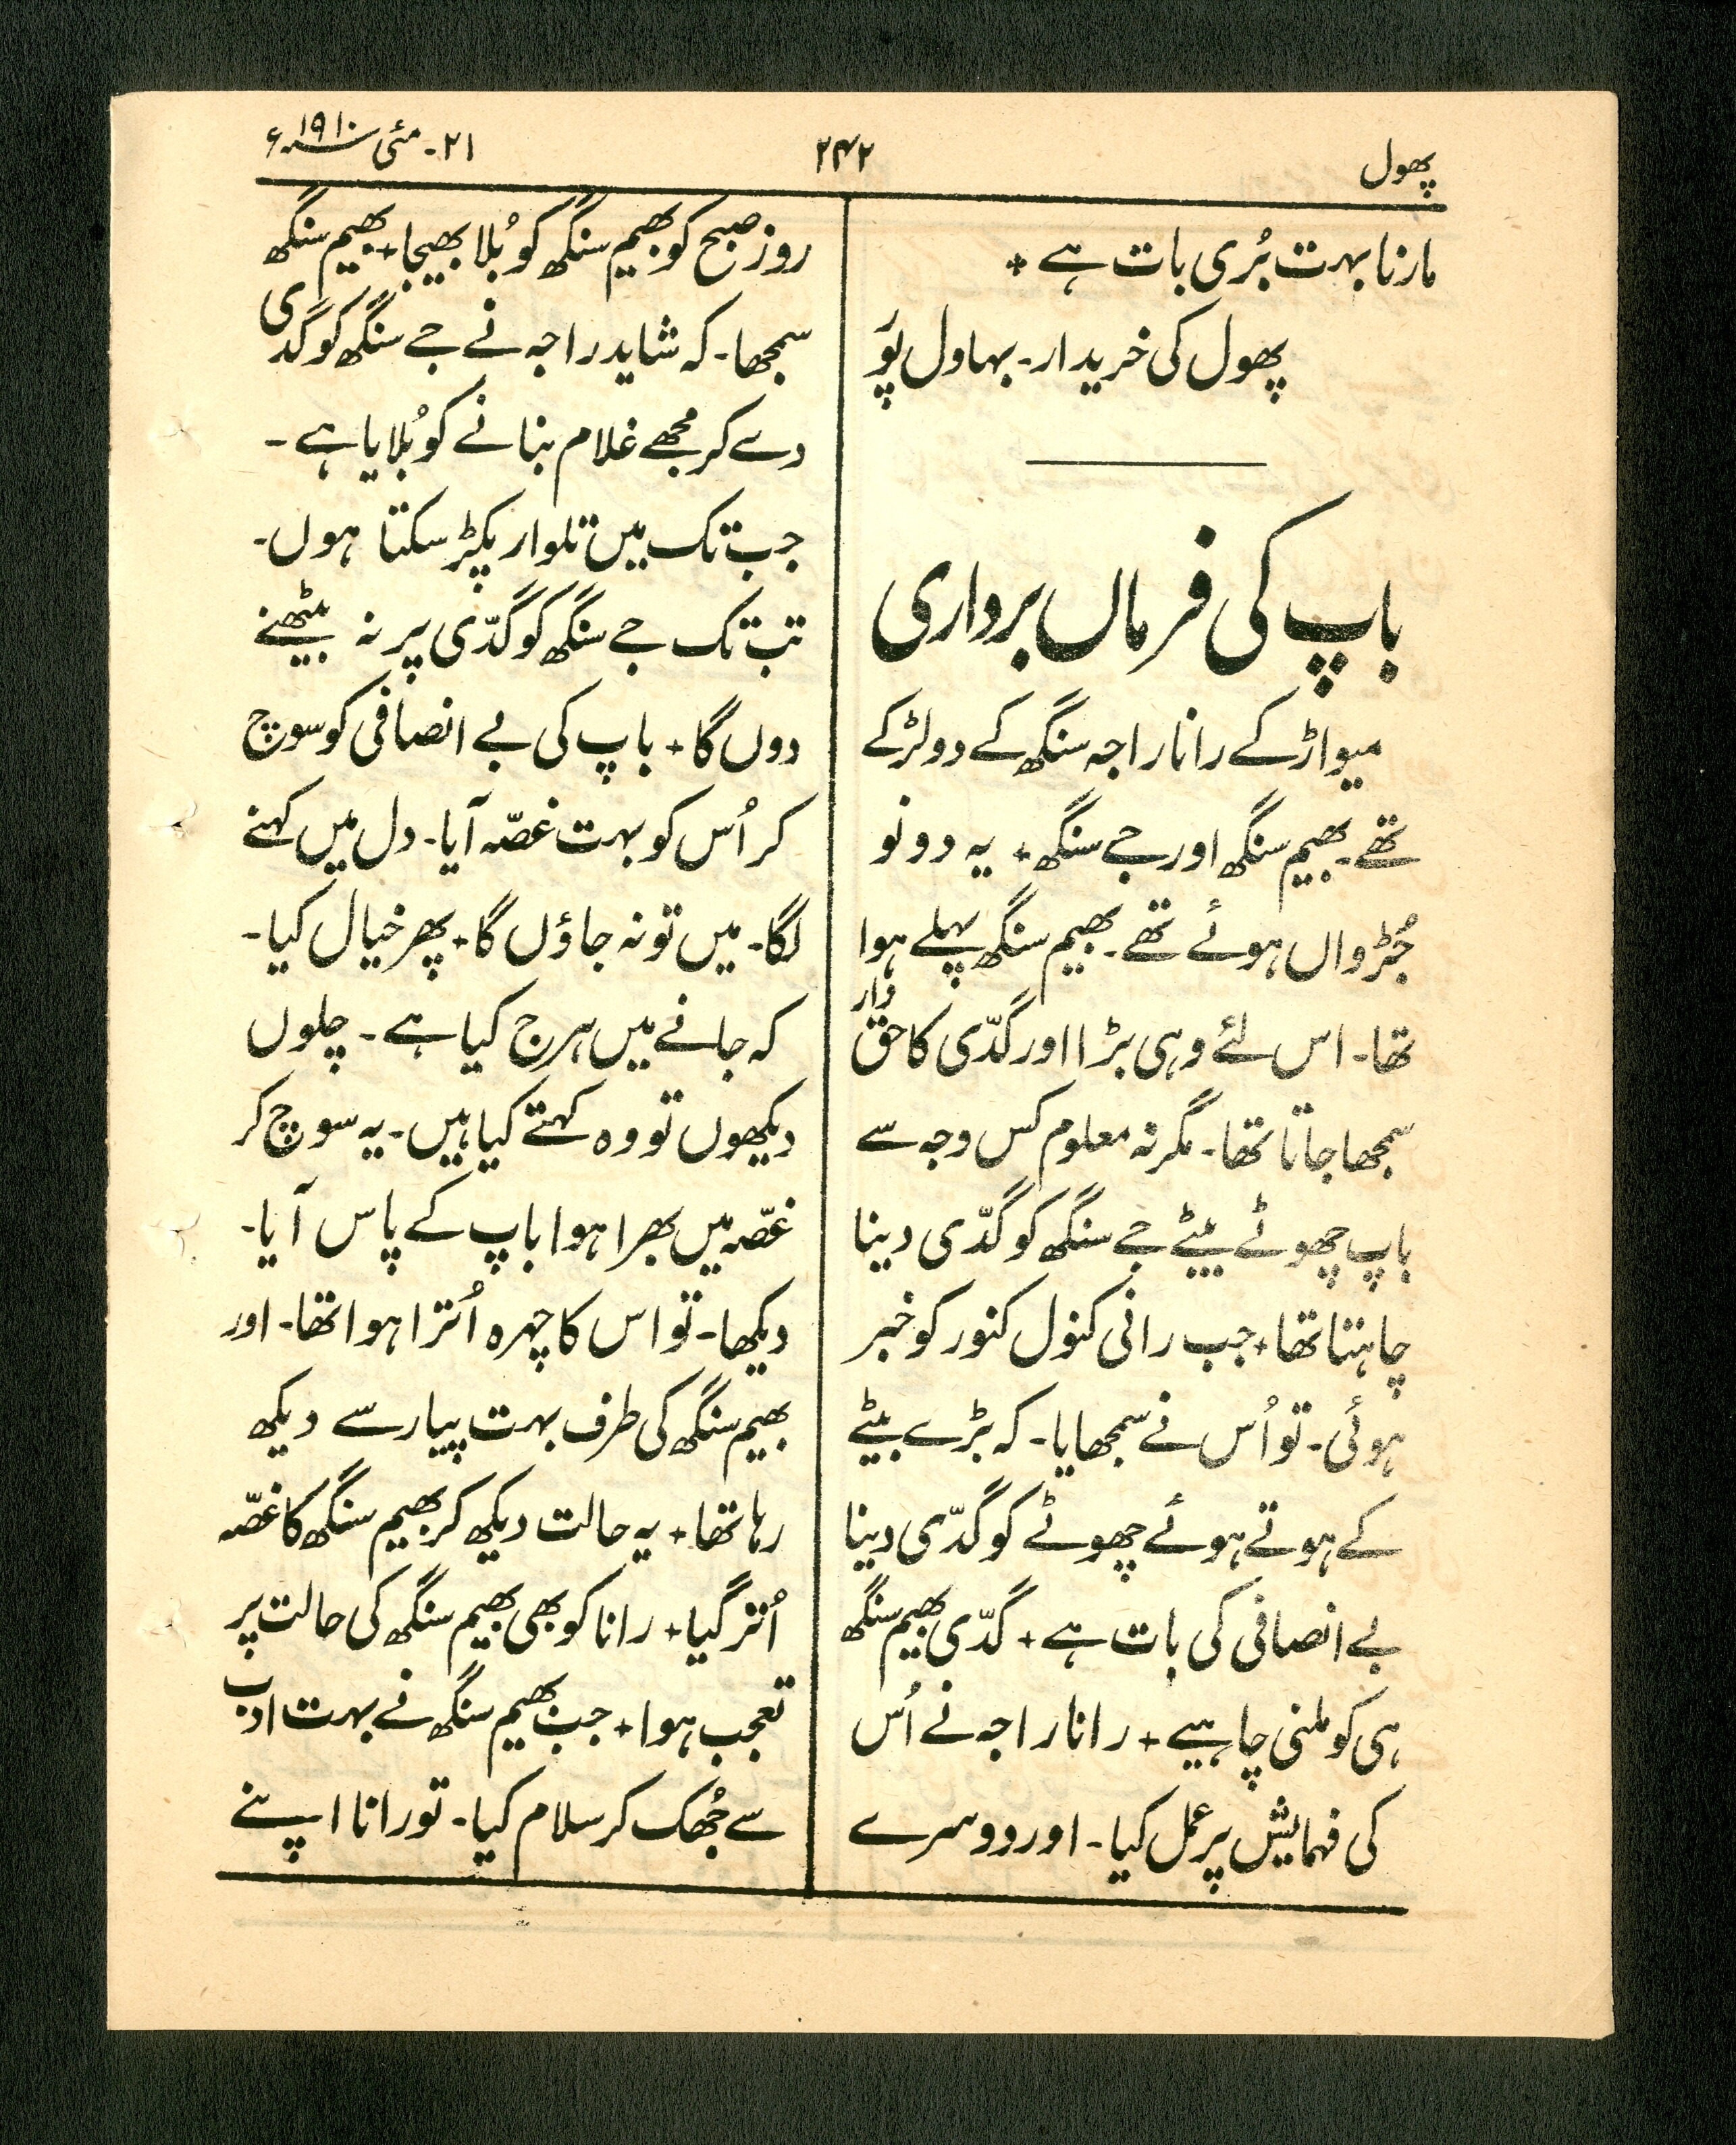 پھول
۲۴۲
۲۱۔ مئی سنہ ۱۹۱۰ء
مارنا بہت بُری بات ہے +
پھول کی خریدار۔ بہاول پوَر
باپ کی فرماں برداری
میواڑ کے رانا راجہ سنگھ کے دو لڑکے
تھے۔ بھیم سنگھ اور جے سنگھ + یہ دونو
جُڑواں ہوئے تھے۔ بھیم سنگھ پہلے ہوا
تھا۔ اس لئے وہی بڑا اور گدّی کا حق دار
سمجھا جاتا تھا۔ مگر نہ معلوم کس وجہ سے
باپ چھوٹے بیٹے جے سنگھ کو گدّی دینا
چاہتا تھا + جب رانی کنول کنور کو خبر
ہوئی۔ تو اُس نے سمجھایا۔ کہ بڑے بیٹے
کے ہوتے ہوئے چھوٹے کو گدّی دینا
بے انصافی کی بات ہے + گدّی بھیم سنگھ
ہی کو ملنی چاہیے + رانا راجہ نے اُس
کی فہمایش پر عمل کیا۔ اور دوسرے
روز صبح کو بھیم سنگھ کو بُلا بھیجا + بھیم سنگھ
سمجھا۔ کہ شاید راجہ نے جے سنگھ کو گدی
دے کر مجھے غلام بنانے کو بُلایا ہے ۔
جب تک میں تلوار پکڑ سکتا ہوں۔
تب تک جے سنگھ کو گدّی پر نہ بیٹھنے
دوں گا + باپ کی بے انصافی کو سوچ
کر اُس کو بہت غصّہ آیا۔ دل میں کہنے
لگا۔ میں تو نہ جاؤں گا + پھر خیال کیا۔
کہ جانے میں ہرج کیا ہے ۔ چلوں
دیکھوں تو وہ کہتے کیا ہیں۔ یہ سوچ کر
غصّہ میں بھرا ہوا باپ کے پاس آیا۔
دیکھا۔ تو اس کا چہرہ اُترا ہوا تھا۔ اور
بھیم سنگھ کی طرف بہت پیار سے دیکھ
رہا تھا + یہ حالت دیکھ کر بھیم سنگھ کا غصّہ
اُتر گیا + رانا کو بھی بھیم سنگھ کی حالت پر
تعجب ہوا + جب بھیم سنگھ نے بہت ادب
سے جُھک کر سلام کیا۔ تو رانا اپنے